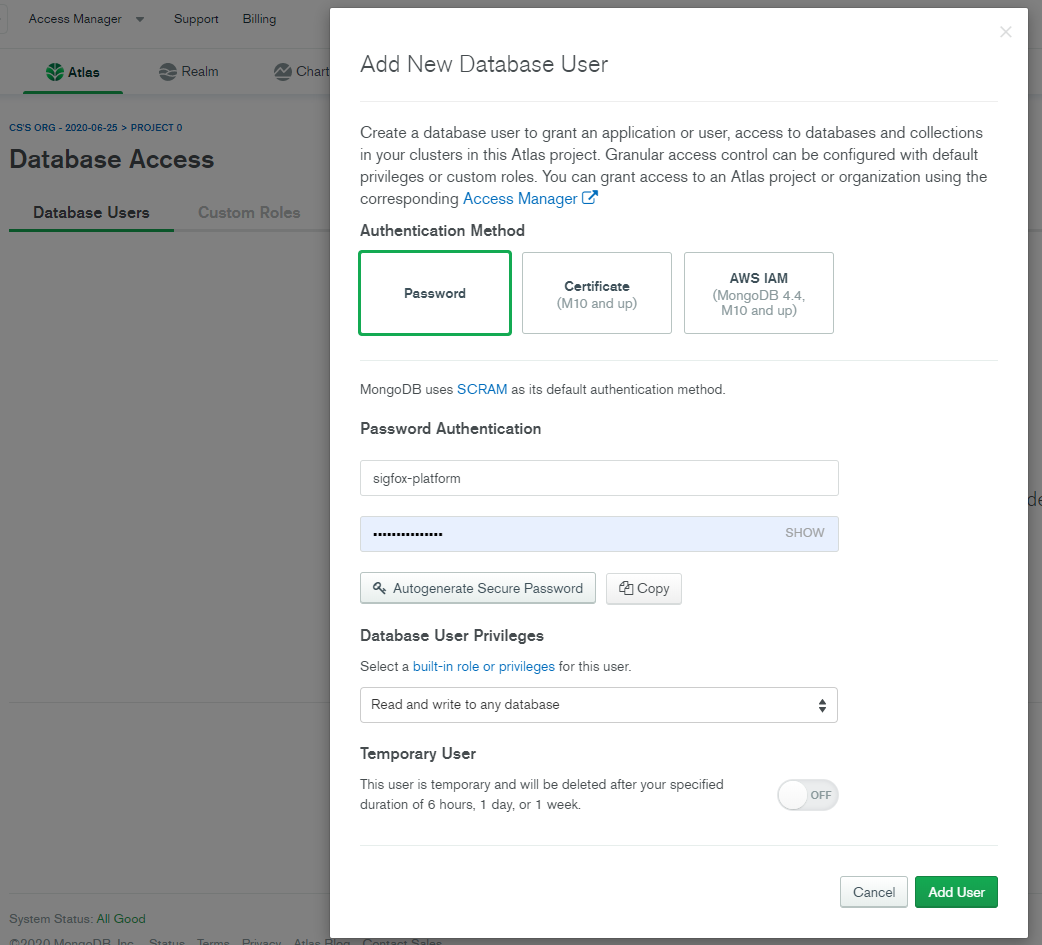 Access Manager Support Billing
Atlas Realm Chart
CS'S ORG - 2020-06-25 > PROJECT 0
Database Access
Database Users Custom Roles
System Status: All Good
©2020 MongoDB, Inc. Status Terms Privacy Atlas Blog Contact Sales
Add New Database User
Create a database user to grant an application or user, access to databases and collections
in your clusters in this Atlas project. Granular access control can be configured with default
privileges or custom roles. You can grant access to an Atlas project or organization using the
corresponding Access Manager
Authentication Method
Password
Certificate
(M10 and up)
AWS IAM
(MongoDB 4.4,
M10 and up)
MongoDB uses SCRAM as its default authentication method.
Password Authentication
sigfox-platform
••••••••••••••• SHOW
Autogenerate Secure Password Copy
Database User Privileges
Select a built-in role or privileges for this user.
Read and write to any database
Temporary User
This user is temporary and will be deleted after your specified
duration of 6 hours, 1 day, or 1 week.
OFF
Cancel Add User